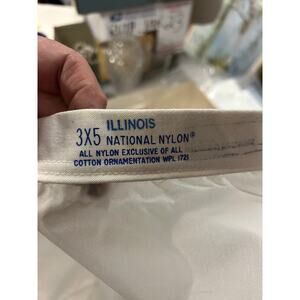 ILLINOIS
3X5 NATIONAL NYLON®
ALL NYLON EXCLUSIVE OF ALL
COTTON ORNAMENTATION WPL 1721